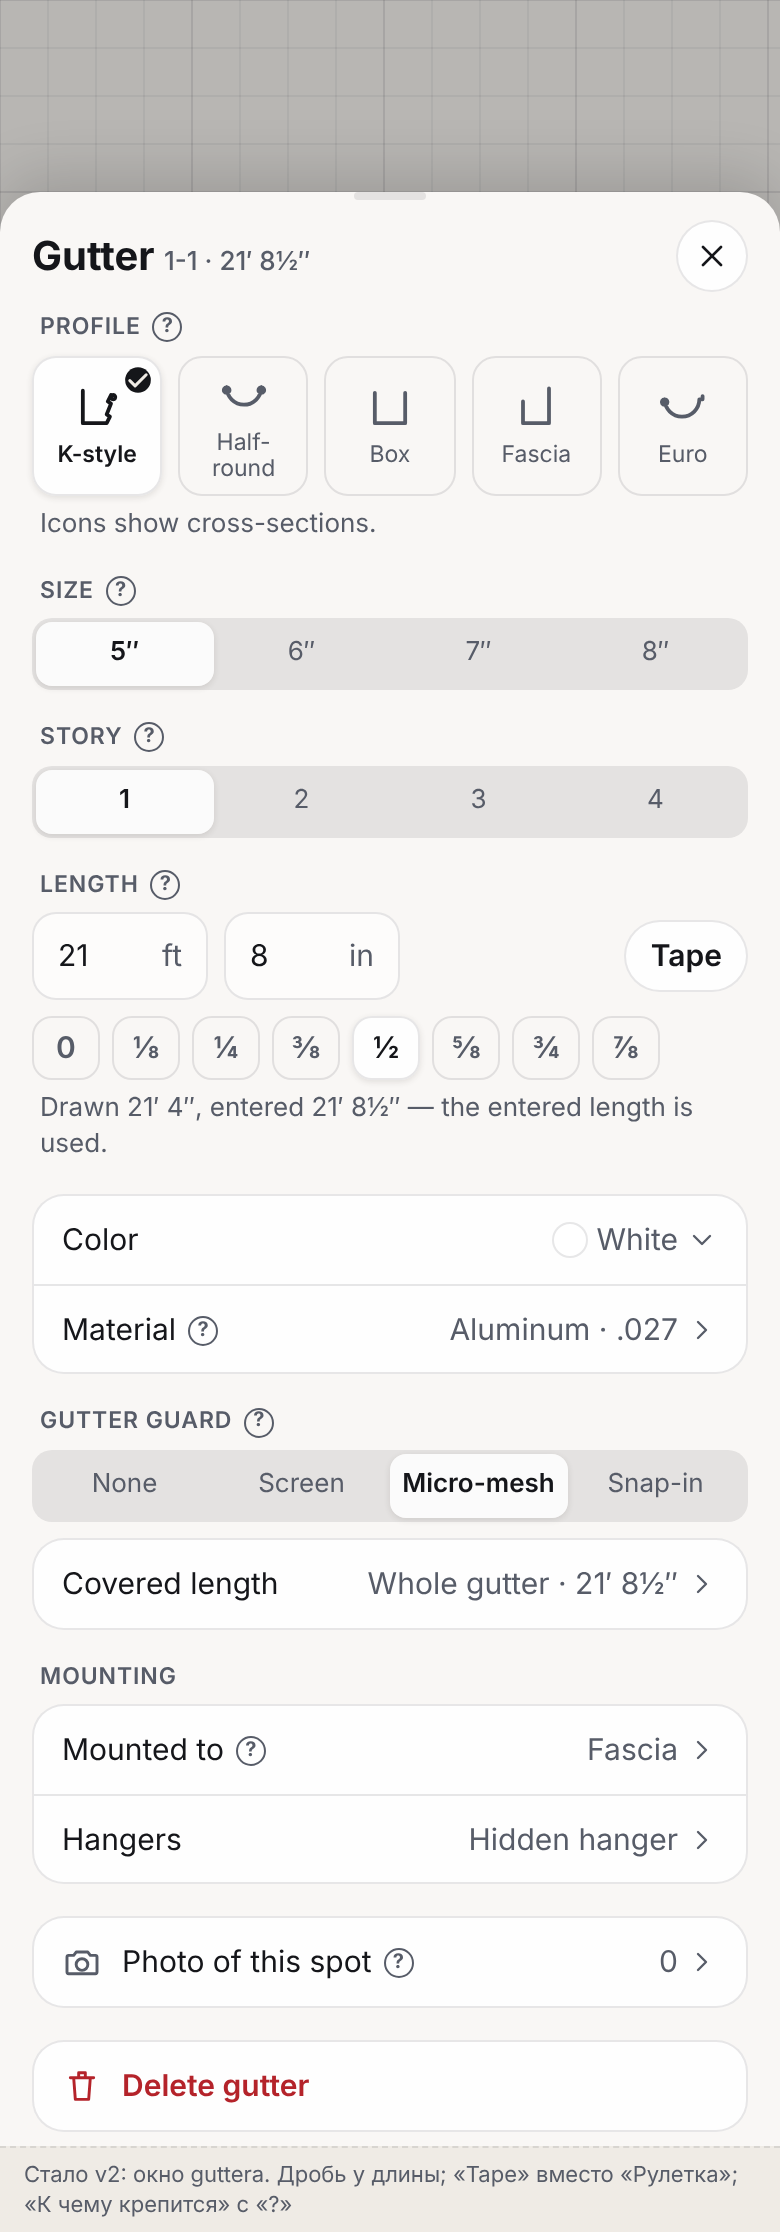 Gutter 1-1 · 21′ 8½″
PROFILE ?
K-style
Half-
round
Box
Fascia
Euro
Icons show cross-sections.
SIZE ?
5″ 6″ 7″ 8″
STORY ?
1 2 3 4
LENGTH ?
21 ft 8 in Tape
0 ⅛ ¼ ⅜ ½ ⅝ ¾ ⅞
Drawn 21′ 4″, entered 21′ 8½″ — the entered length is
used.
Color White
Material ? Aluminum · .027
GUTTER GUARD ?
None Screen Micro-mesh Snap-in
Covered length Whole gutter · 21′ 8½″
MOUNTING
Mounted to ? Fascia
Hangers Hidden hanger
Photo of this spot ? 0
Delete gutter
Стало v2: окно guttera. Дробь у длины; «Tape» вместо «Рулетка»;
«К чему крепится» с «?»